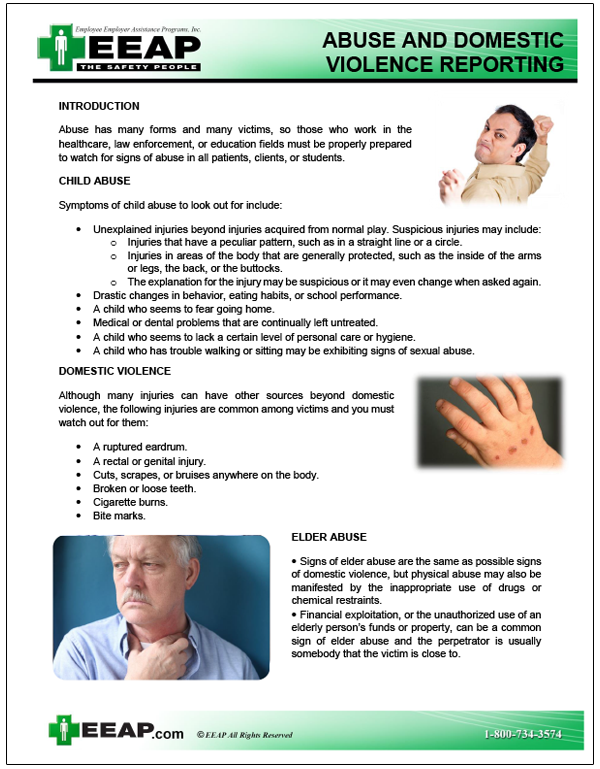 Employee Employer Assistance Programs, Inc.
EEAP
THE SAFETY PEOPLE
ABUSE AND DOMESTIC
VIOLENCE REPORTING
INTRODUCTION
Abuse has many forms and many victims, so those who work in the
healthcare, law enforcement, or education fields must be properly prepared
to watch for signs of abuse in all patients, clients, or students.
CHILD ABUSE
Symptoms of child abuse to look out for include:
• Unexplained injuries beyond injuries acquired from normal play. Suspicious injuries may include:
o Injuries that have a peculiar pattern, such as in a straight line or a circle.
o Injuries in areas of the body that are generally protected, such as the inside of the arms
or legs, the back, or the buttocks.
o The explanation for the injury may be suspicious or it may even change when asked again.
• Drastic changes in behavior, eating habits, or school performance.
• A child who seems to fear going home.
• Medical or dental problems that are continually left untreated.
• A child who seems to lack a certain level of personal care or hygiene.
• A child who has trouble walking or sitting may be exhibiting signs of sexual abuse.
DOMESTIC VIOLENCE
Although many injuries can have other sources beyond domestic
violence, the following injuries are common among victims and you must
watch out for them:
• A ruptured eardrum.
• A rectal or genital injury.
• Cuts, scrapes, or bruises anywhere on the body.
• Broken or loose teeth.
• Cigarette burns.
• Bite marks.
ELDER ABUSE
• Signs of elder abuse are the same as possible signs
of domestic violence, but physical abuse may also be
manifested by the inappropriate use of drugs or
chemical restraints.
• Financial exploitation, or the unauthorized use of an
elderly person's funds or property, can be a common
sign of elder abuse and the perpetrator is usually
somebody that the victim is close to.
EEAP.com © EEAP All Rights Reserved 1-800-734-3574